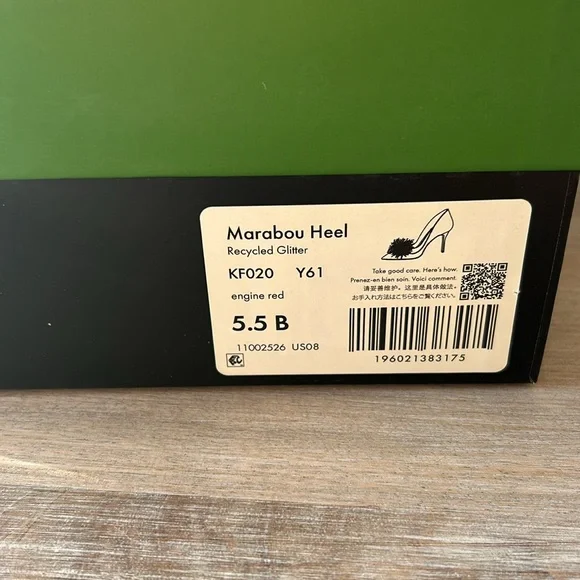 Marabou Heel
Recycled Glitter
KF020 Y61
engine red
5.5 B
11002526 US08
Take good care. Here's how.
Prenez-en bien soin. Voici comment.
请妥善维护。这里是具体做法。
お手入れ方法はこちらをご覧ください。
196021383175